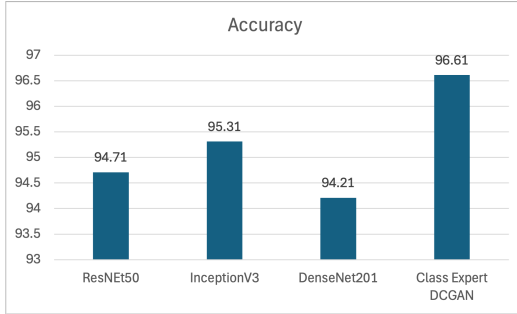 Accuracy
97
96.5
96
95.5
95
94.5
94
93.5
93
94.71
95.31
94.21
96.61
ResNEt50
InceptionV3
DenseNet201
Class Expert
DCGAN